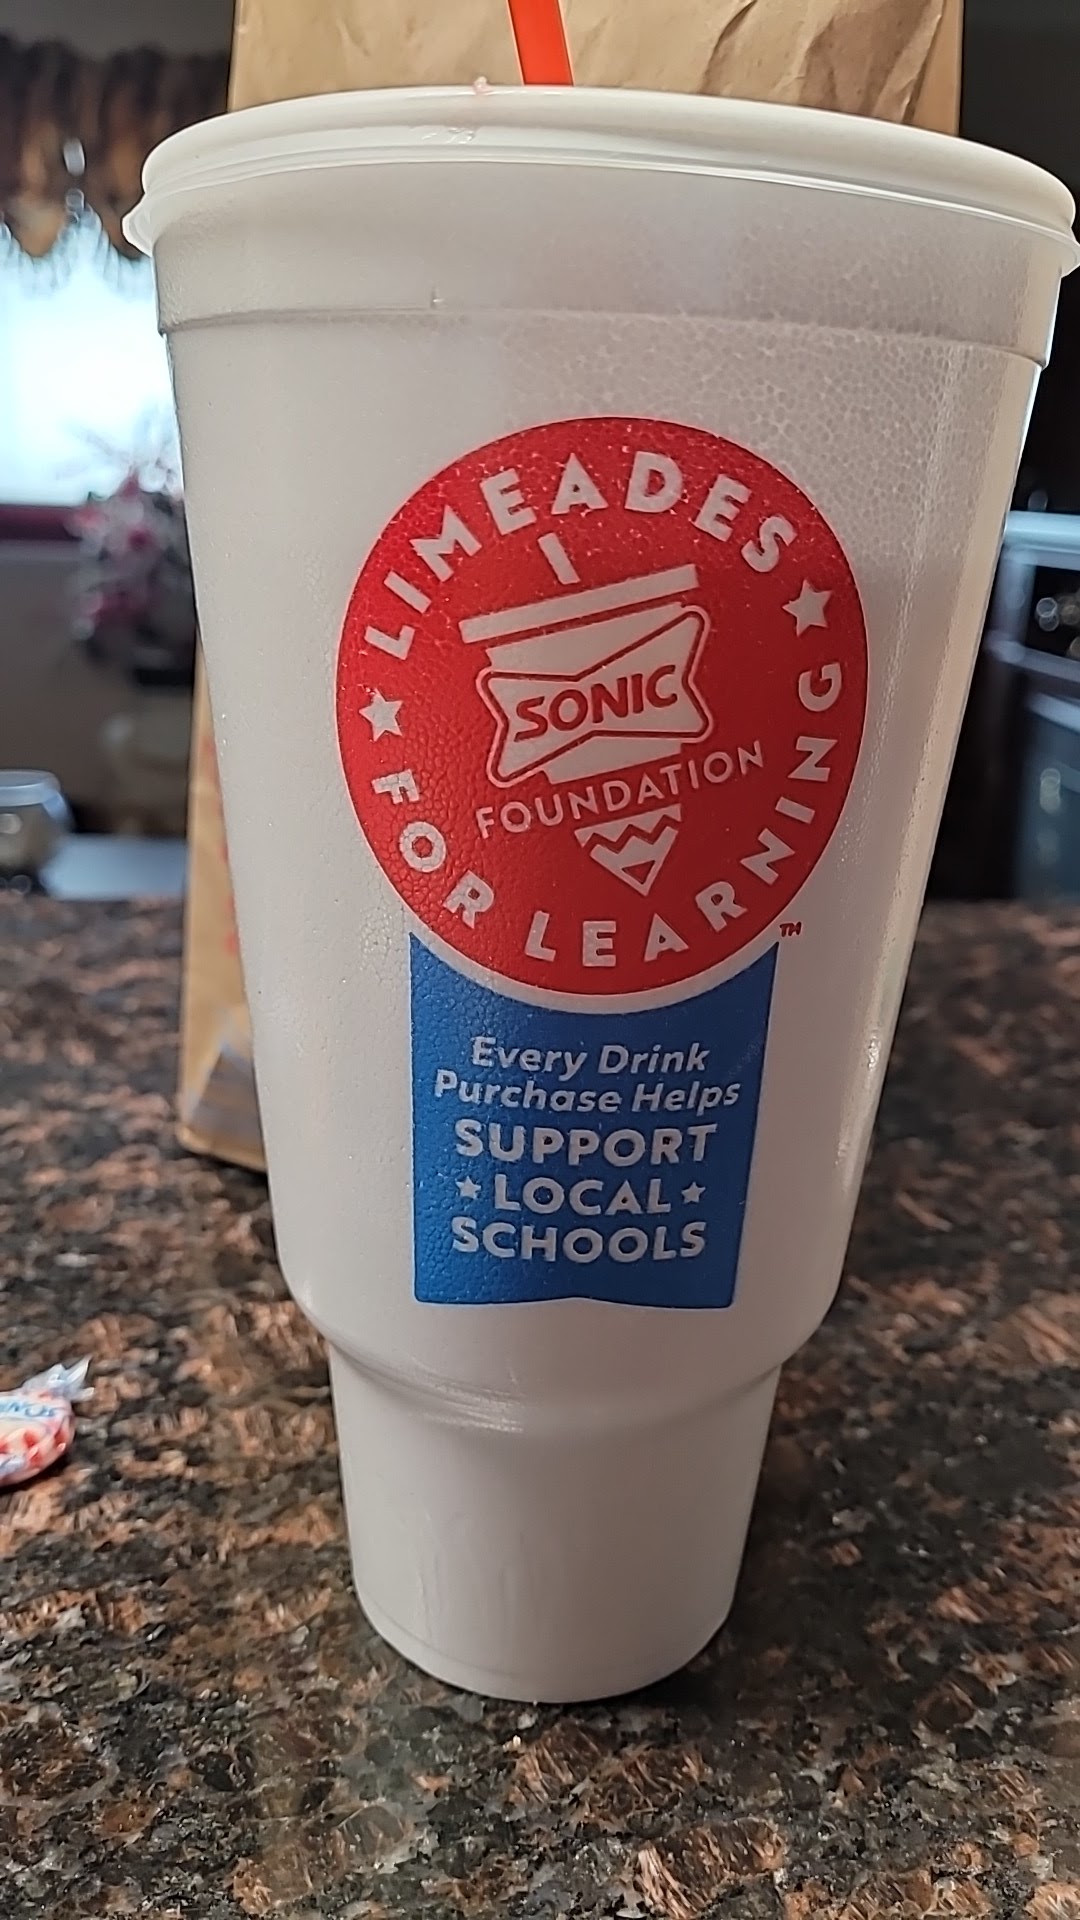 LIMEADES
SONIC
FOUNDATION
FOR LEARNING
TM
Every Drink
Purchase Helps
SUPPORT
LOCAL
SCHOOLS